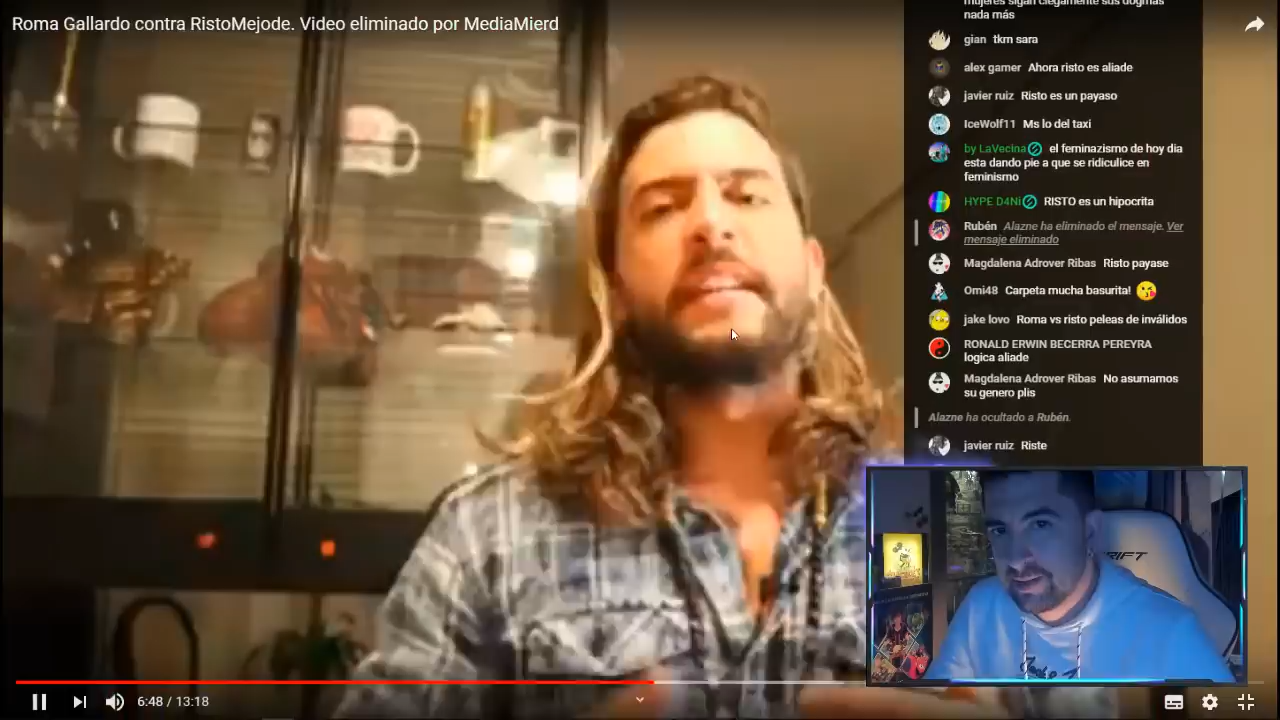 Roma Gallardo contra RistoMejode. Video eliminado por MediaMierd
mujeres sigan ciegamente sus dogmas
nada más
gian tkm sara
alex gamer Ahora risto es aliade
javier ruiz Risto es un payaso
IceWolf11 Ms lo del taxi
by LaVecina el feminazismo de hoy dia
esta dando pie a que se ridiculice en
feminismo
HYPE D4Ni RISTO es un hipocrita
Rubén Alazne ha eliminado el mensaje. Ver
mensaje eliminado
Magdalena Adrover Ribas Risto payase
Omi48 Carpeta mucha basurita! 😘
jake lovo Roma vs risto peleas de inválidos
RONALD ERWIN BECERRA PEREYRA
logica aliade
Magdalena Adrover Ribas No asumamos
su genero plis
Alazne ha ocultado a Rubén.
javier ruiz Riste
6:48 / 13:18